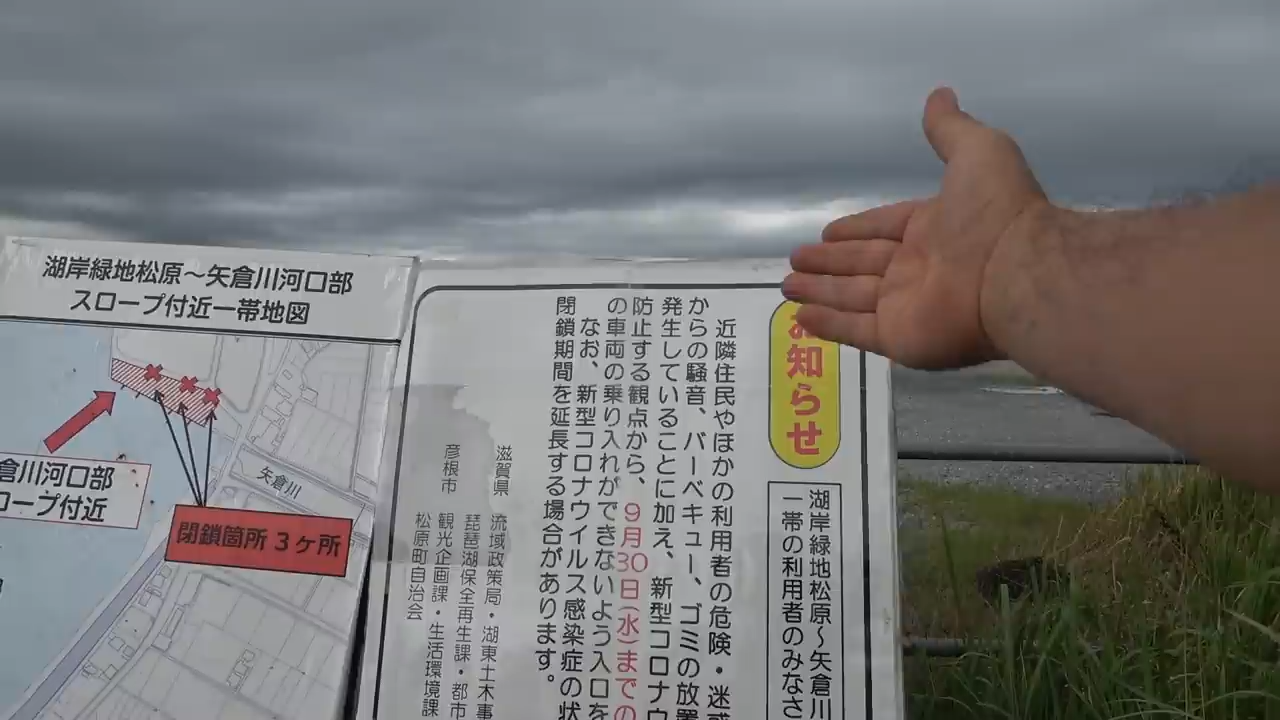 湖岸緑地松原～矢倉川河口部
スロープ付近一帯地図
矢倉川
倉川河口部
ロープ付近
閉鎖箇所3ヶ所
お知らせ
湖岸緑地松原～矢倉川
一帯の利用者のみなさ
近隣住民やほかの利用者の危険・迷惑
からの騒音、バーベキュー、ゴミの放置
発生していることに加え、新型コロナウ
防止する観点から、9月30日(水)までの
の車両の乗り入れができないよう入口を
なお、新型コロナウイルス感染症の状
閉鎖期間を延長する場合があります。
滋賀県 流域政策局・湖東土木事
琵琶湖保全再生課・都市
彦根市 観光企画課・生活環境課
松原町自治会